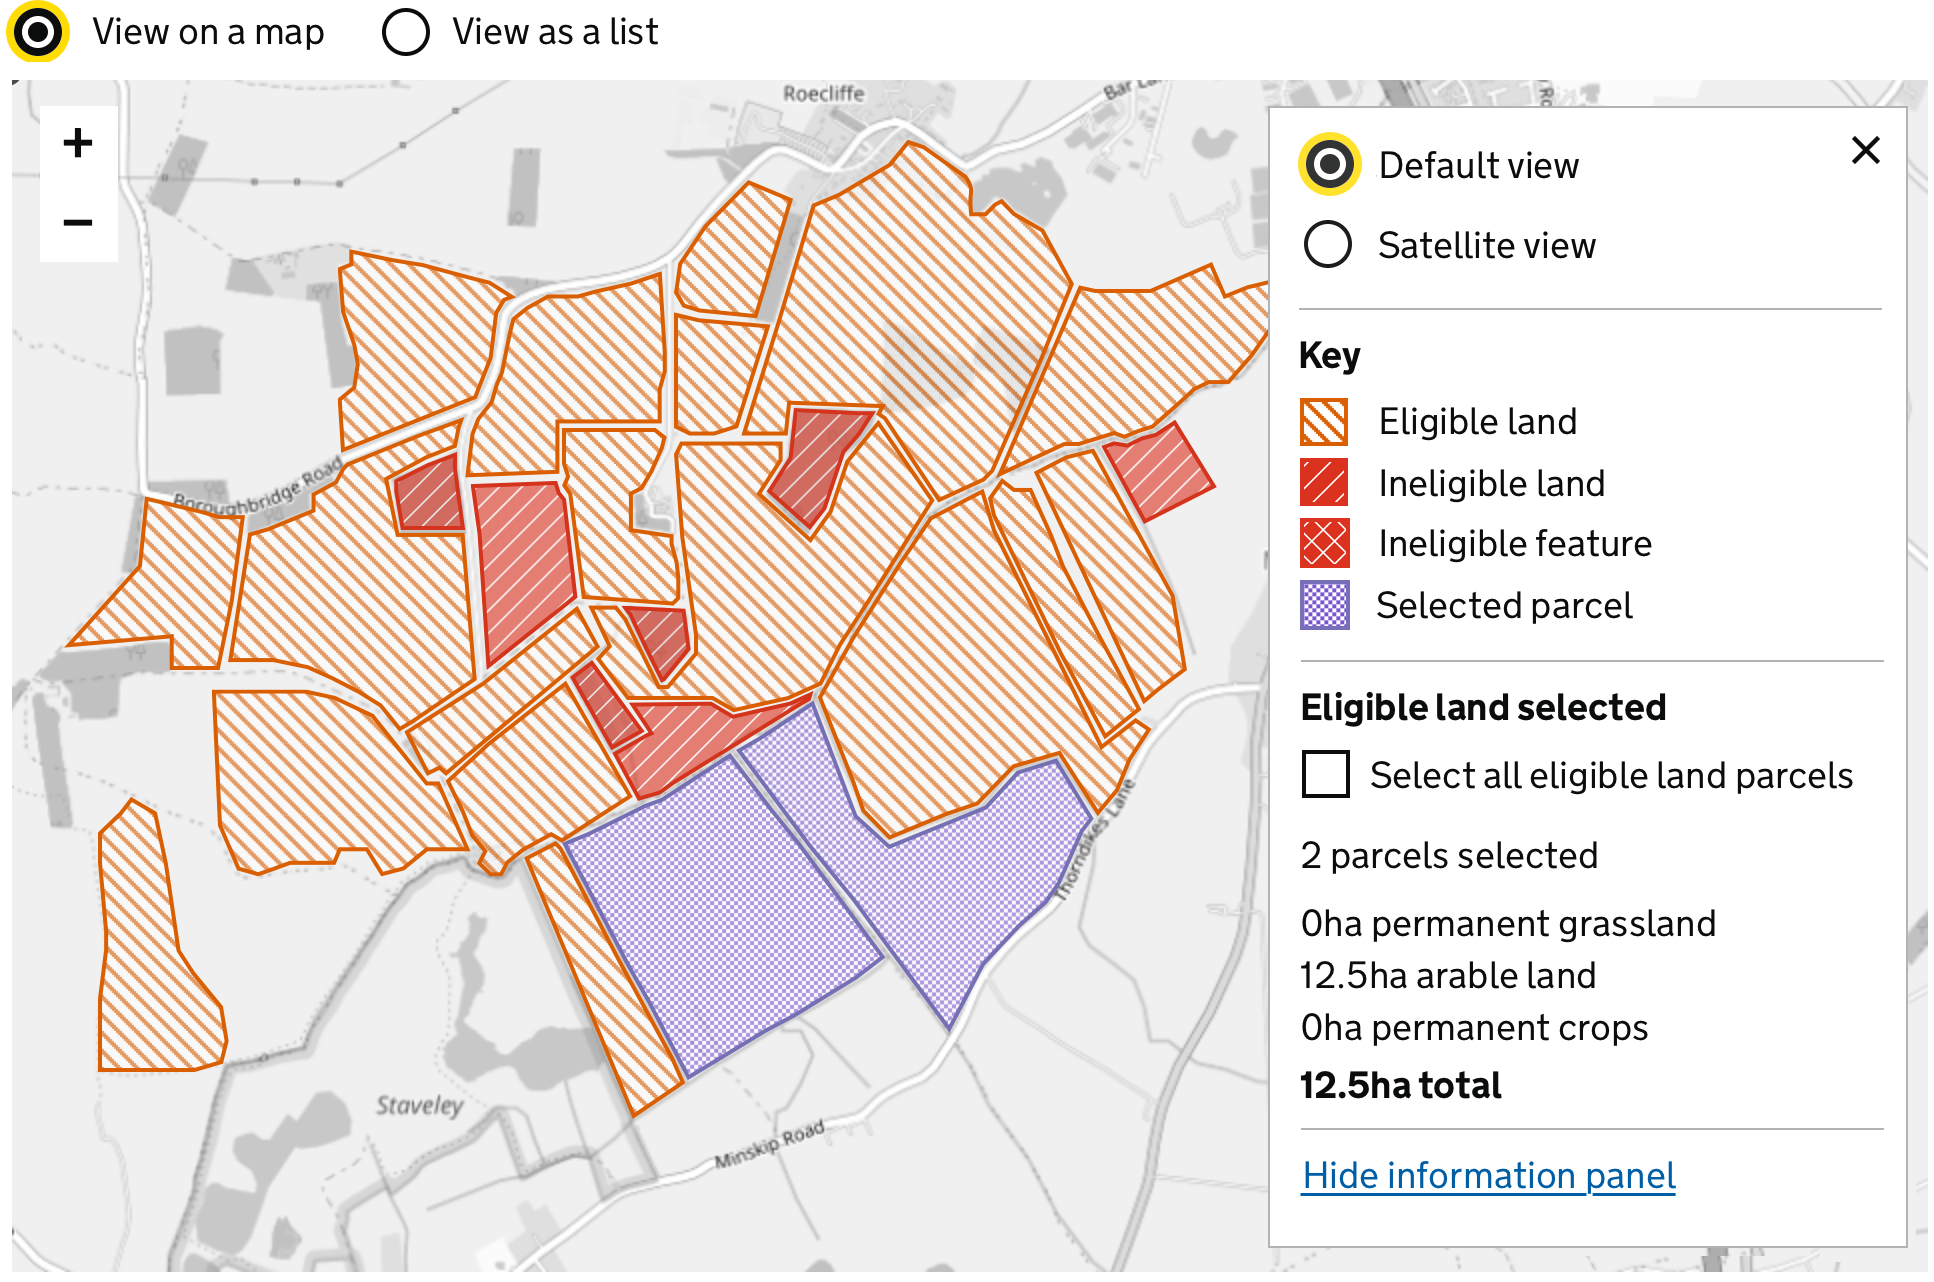 View on a map
View as a list
Roecliffe
Bar La
Ro
+
−
Boroughbridge Road
Thorndikes Lane
Staveley
Minskip Road
Default view
Satellite view
Key
Eligible land
Ineligible land
Ineligible feature
Selected parcel
Eligible land selected
Select all eligible land parcels
2 parcels selected
0ha permanent grassland
12.5ha arable land
0ha permanent crops
12.5ha total
Hide information panel